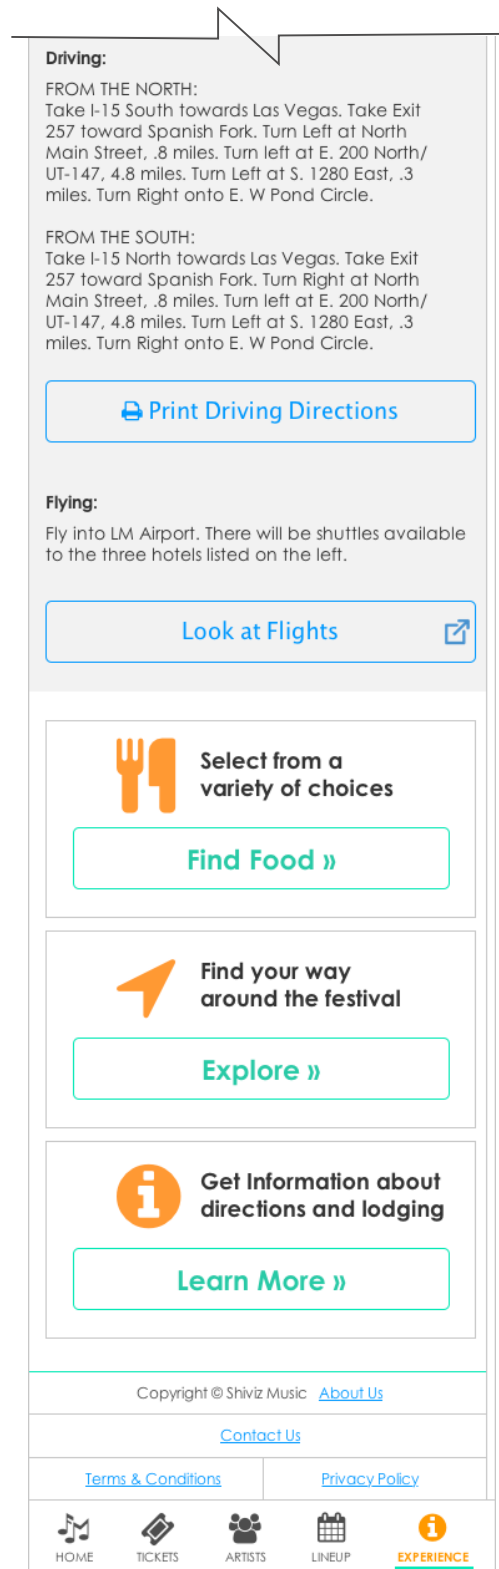 Driving:
FROM THE NORTH:
Take I-15 South towards Las Vegas. Take Exit
257 toward Spanish Fork. Turn Left at North
Main Street, .8 miles. Turn left at E. 200 North/
UT-147, 4.8 miles. Turn Left at S. 1280 East, .3
miles. Turn Right onto E. W Pond Circle.
FROM THE SOUTH:
Take I-15 North towards Las Vegas. Take Exit
257 toward Spanish Fork. Turn Right at North
Main Street, .8 miles. Turn left at E. 200 North/
UT-147, 4.8 miles. Turn Left at S. 1280 East, .3
miles. Turn Right onto E. W Pond Circle.
Print Driving Directions
Flying:
Fly into LM Airport. There will be shuttles available
to the three hotels listed on the left.
Look at Flights
Select from a
variety of choices
Find Food »
Find your way
around the festival
Explore »
Get Information about
directions and lodging
Learn More »
Copyright © Shiviz Music About Us
Contact Us
Terms & Conditions Privacy Policy
HOME TICKETS ARTISTS LINEUP EXPERIENCE